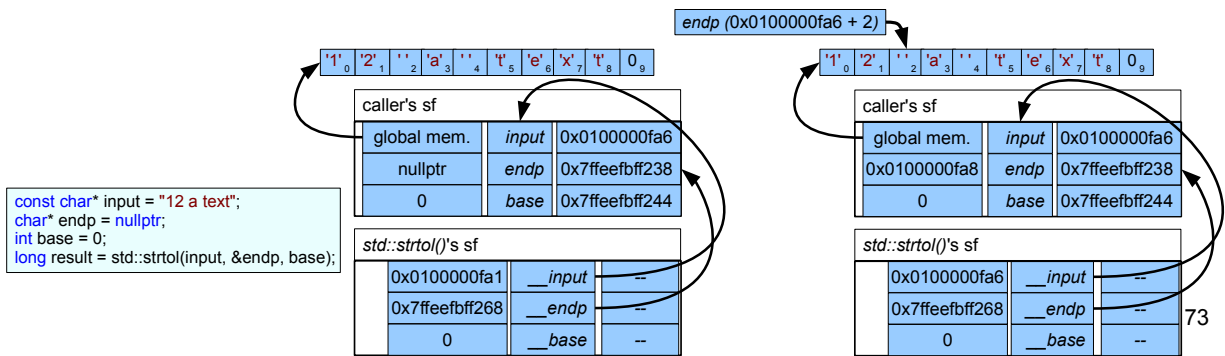 endp (0x0100000fa6 + 2)
'1'0 '2'1 ' '2 'a'3 ' '4 't'5 'e'6 'x'7 't'8 0 9
caller's sf
global mem. input 0x0100000fa6
nullptr endp 0x7ffeefbff238
0 base 0x7ffeefbff244
std::strtol()'s sf
0x0100000fa1 __input --
0x7ffeefbff268 __endp --
0 __base --
'1'0 '2'1 ' '2 'a'3 ' '4 't'5 'e'6 'x'7 't'8 0 9
caller's sf
global mem. input 0x0100000fa6
0x0100000fa8 endp 0x7ffeefbff238
0 base 0x7ffeefbff244
std::strtol()'s sf
0x0100000fa6 __input --
0x7ffeefbff268 __endp --
0 __base --
const char* input = "12 a text";
char* endp = nullptr;
int base = 0;
long result = std::strtol(input, &endp, base);
73